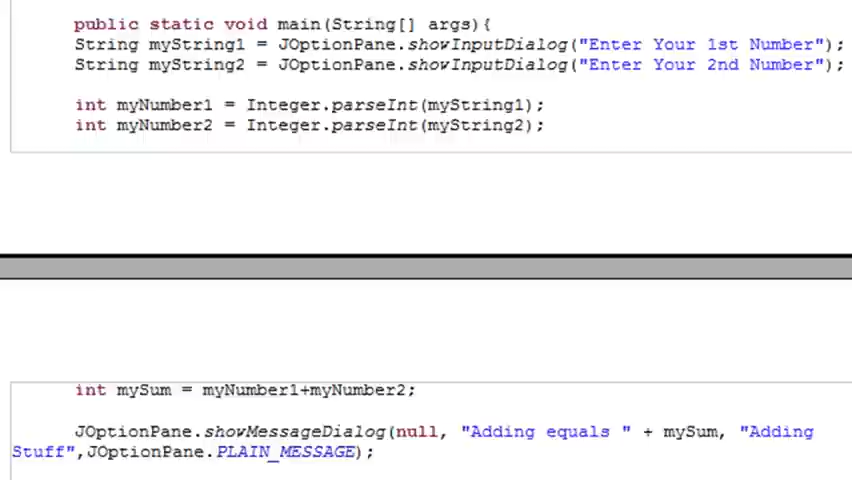 public static void main(String[] args){
String myString1 = JOptionPane.showInputDialog("Enter Your 1st Number");
String myString2 = JOptionPane.showInputDialog("Enter Your 2nd Number");
int myNumber1 = Integer.parseInt(myString1);
int myNumber2 = Integer.parseInt(myString2);
int mySum = myNumber1+myNumber2;
JOptionPane.showMessageDialog(null, "Adding equals " + mySum, "Adding
Stuff",JOptionPane.PLAIN_MESSAGE);